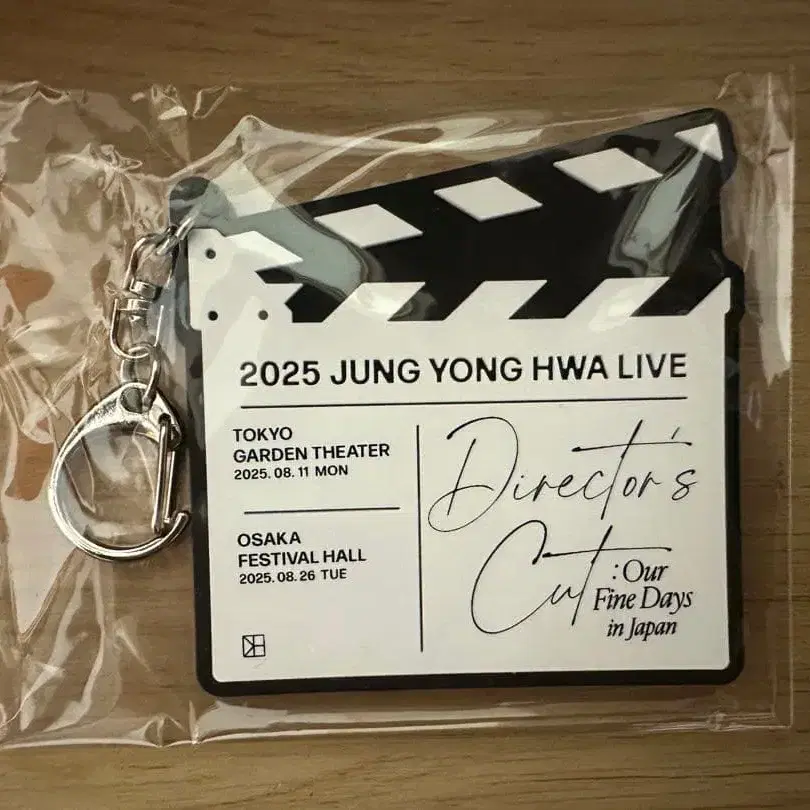 2025 JUNG YONG HWA LIVE
TOKYO
GARDEN THEATER
2025. 08. 11 MON
OSAKA
FESTIVAL HALL
2025. 08. 26 TUE
Director's
Cut
: Our
Fine Days
in Japan